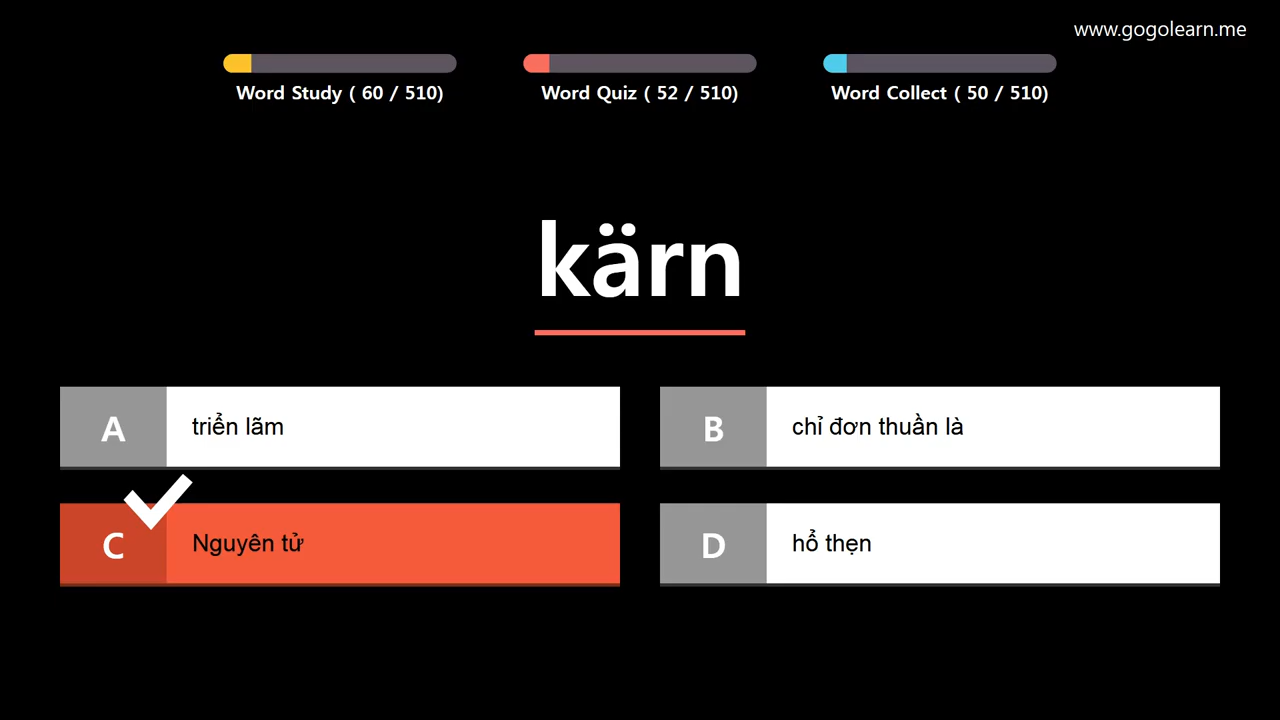 www.gogolearn.me
Word Study ( 60 / 510)
Word Quiz ( 52 / 510)
Word Collect ( 50 / 510)
kärn
A
triển lãm
B
chỉ đơn thuần là
C
Nguyên tử
D
hổ thẹn